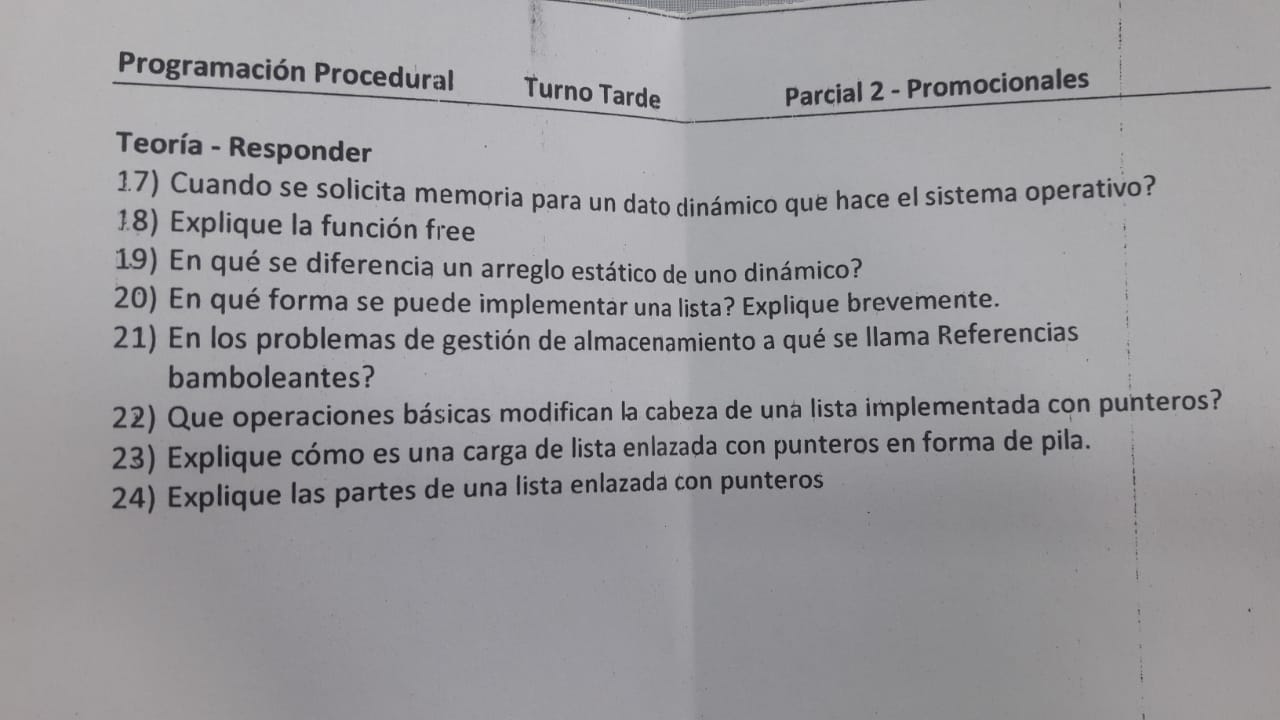 Programación Procedural Turno Tarde Parcial 2 - Promocionales
Teoría - Responder
17) Cuando se solicita memoria para un dato dinámico que hace el sistema operativo?
18) Explique la función free
19) En qué se diferencia un arreglo estático de uno dinámico?
20) En qué forma se puede implementar una lista? Explique brevemente.
21) En los problemas de gestión de almacenamiento a qué se llama Referencias
bamboleantes?
22) Que operaciones básicas modifican la cabeza de una lista implementada con punteros?
23) Explique cómo es una carga de lista enlazada con punteros en forma de pila.
24) Explique las partes de una lista enlazada con punteros